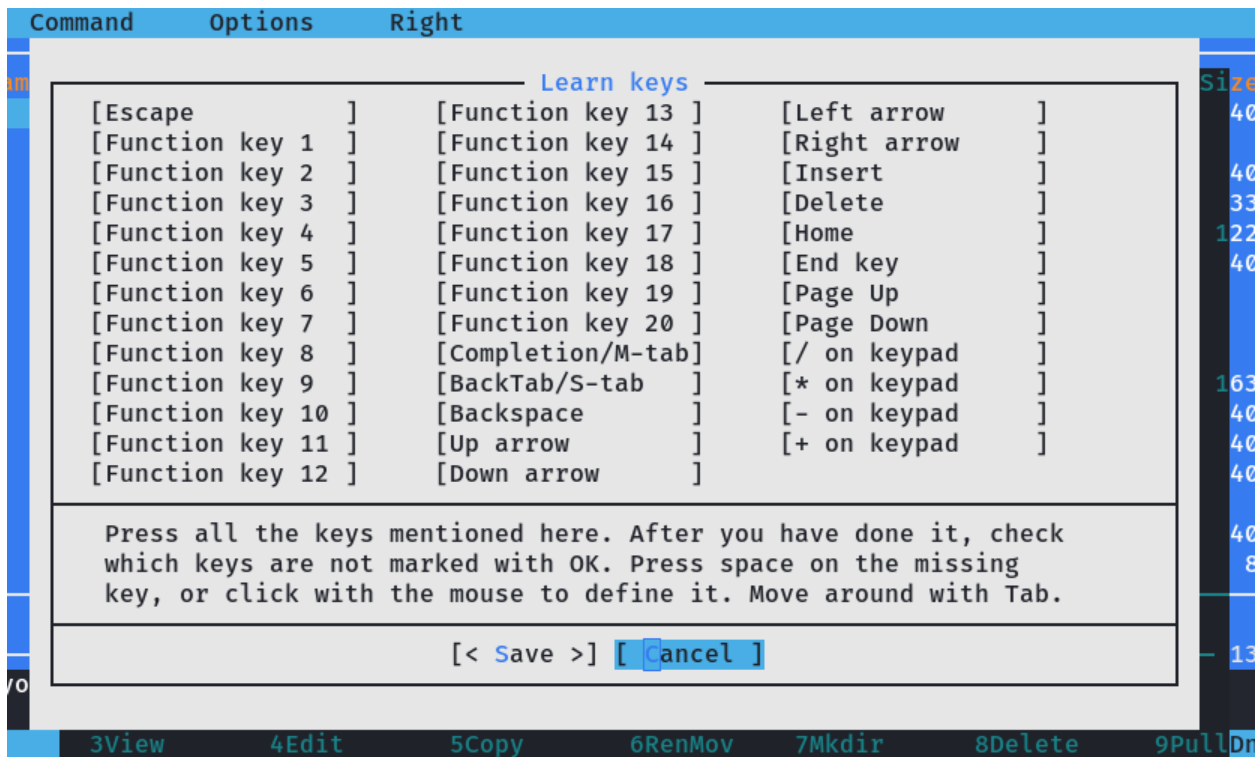 Command Options Right
Learn keys
Size
[Escape ] [Function key 13 ] [Left arrow ]
[Function key 1 ] [Function key 14 ] [Right arrow ]
[Function key 2 ] [Function key 15 ] [Insert ]
[Function key 3 ] [Function key 16 ] [Delete ]
[Function key 4 ] [Function key 17 ] [Home ]
[Function key 5 ] [Function key 18 ] [End key ]
[Function key 6 ] [Function key 19 ] [Page Up ]
[Function key 7 ] [Function key 20 ] [Page Down ]
[Function key 8 ] [Completion/M-tab] [/ on keypad ]
[Function key 9 ] [BackTab/S-tab ] [* on keypad ]
[Function key 10 ] [Backspace ] [- on keypad ]
[Function key 11 ] [Up arrow ] [+ on keypad ]
[Function key 12 ] [Down arrow ]
Press all the keys mentioned here. After you have done it, check
which keys are not marked with OK. Press space on the missing
key, or click with the mouse to define it. Move around with Tab.
[< Save >] [ Cancel ]
3View 4Edit 5Copy 6RenMov 7Mkdir 8Delete 9PullDn